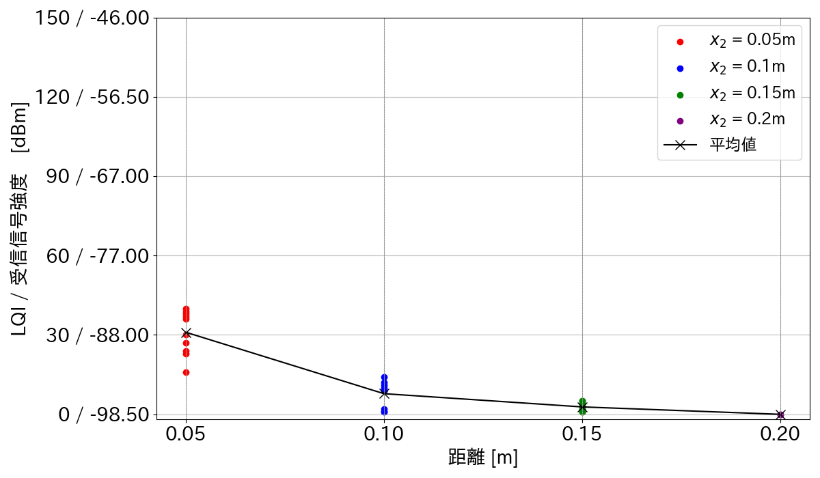 150 / -46.00
120 / -56.50
90 / -67.00
60 / -77.00
30 / -88.00
0 / -98.50
LQI / 受信信号強度 [dBm]
x₂ = 0.05m
x₂ = 0.1m
x₂ = 0.15m
x₂ = 0.2m
平均値
0.05 0.10 0.15 0.20
距離 [m]